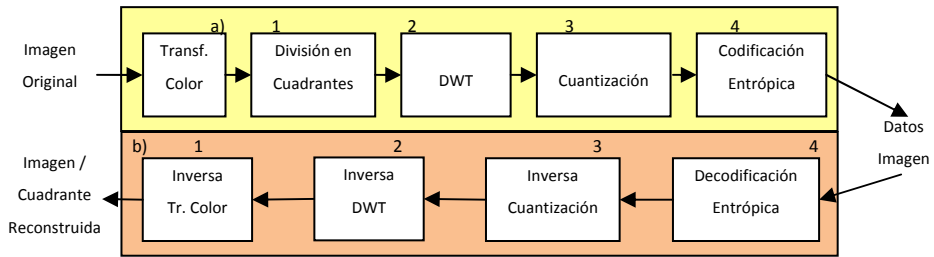 a) 1 2 3 4
Imagen
Original
Transf.
Color
División en
Cuadrantes
DWT
Cuantización
Codificación
Entrópica
Datos
Imagen
b) 1 2 3 4
Imagen /
Cuadrante
Reconstruida
Inversa
Tr. Color
Inversa
DWT
Inversa
Cuantización
Decodificación
Entrópica